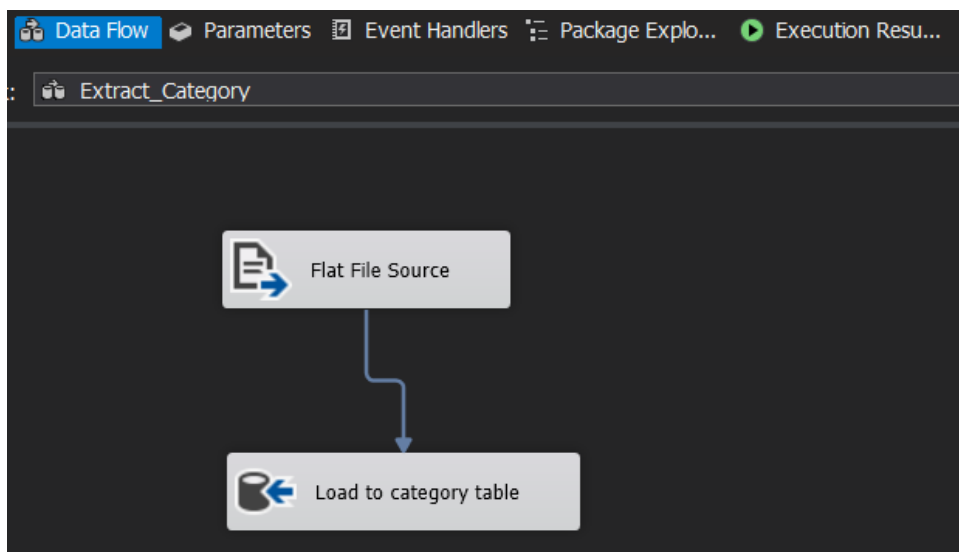 Data Flow Parameters Event Handlers Package Explo... Execution Resu...
: Extract_Category
Flat File Source
Load to category table